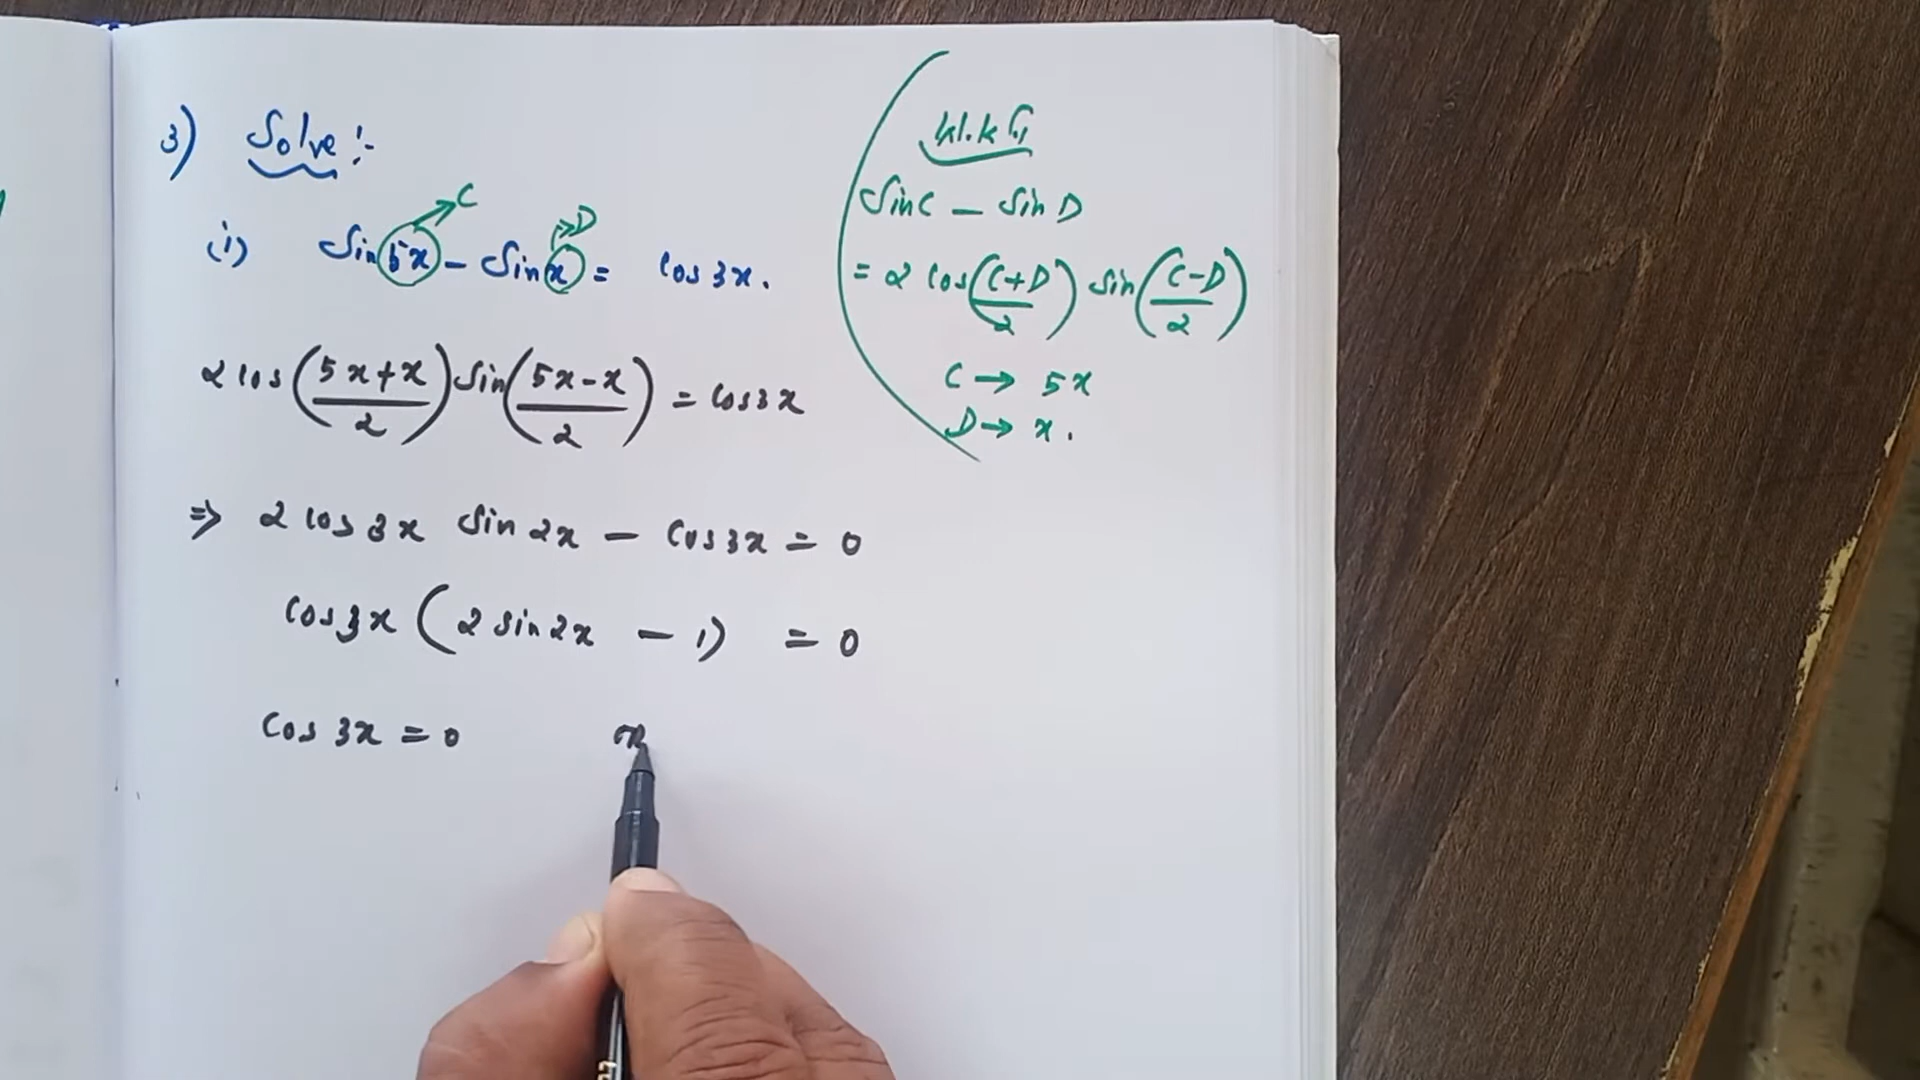 3) Solve :-
(i) Sin 5x - Sin x = Cos 3x.
→ C
→ D
2 cos (5x+x/2) Sin (5x-x/2) = Cos 3x
⇒ 2 cos 3x Sin 2x - Cos 3x = 0
Cos 3x (2 sin 2x - 1) = 0
Cos 3x = 0 or
W.K.T,
Sin C - Sin D
= 2 Cos (C+D/2) Sin (C-D/2)
C → 5x
D → x.